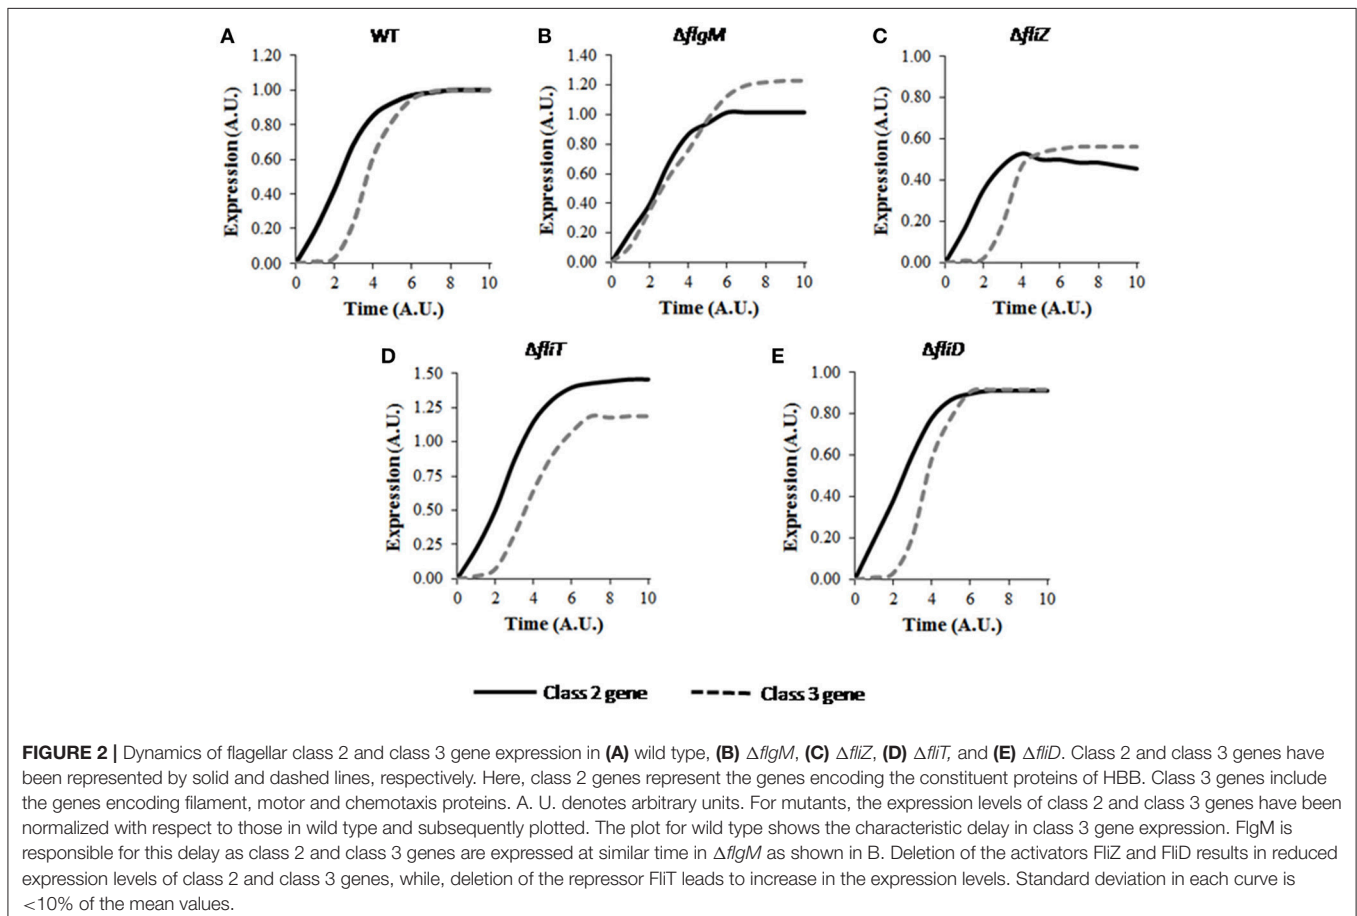 A
WT
1.20
1.00
0.80
0.60
0.40
0.20
0.00
Expression (A.U.)
0 2 4 6 8 10
Time (A.U.)
B
ΔflgM
1.40
1.20
1.00
0.80
0.60
0.40
0.20
0.00
Expression (A.U.)
0 2 4 6 8 10
Time (A.U.)
C
ΔfliZ
1.00
0.80
0.60
0.40
0.20
0.00
Expression (A.U.)
0 2 4 6 8 10
Time (A.U.)
D
ΔfliT
1.50
1.25
1.00
0.75
0.50
0.25
0.00
Expression (A.U.)
0 2 4 6 8 10
Time (A.U.)
E
ΔfliD
1.00
0.80
0.60
0.40
0.20
0.00
Expression (A.U.)
0 2 4 6 8 10
Time (A.U.)
Class 2 gene
Class 3 gene
FIGURE 2 | Dynamics of flagellar class 2 and class 3 gene expression in (A) wild type, (B) ΔflgM, (C) ΔfliZ, (D) ΔfliT, and (E) ΔfliD. Class 2 and class 3 genes have
been represented by solid and dashed lines, respectively. Here, class 2 genes represent the genes encoding the constituent proteins of HBB. Class 3 genes include
the genes encoding filament, motor and chemotaxis proteins. A. U. denotes arbitrary units. For mutants, the expression levels of class 2 and class 3 genes have been
normalized with respect to those in wild type and subsequently plotted. The plot for wild type shows the characteristic delay in class 3 gene expression. FlgM is
responsible for this delay as class 2 and class 3 genes are expressed at similar time in ΔflgM as shown in B. Deletion of the activators FliZ and FliD results in reduced
expression levels of class 2 and class 3 genes, while, deletion of the repressor FliT leads to increase in the expression levels. Standard deviation in each curve is
<10% of the mean values.